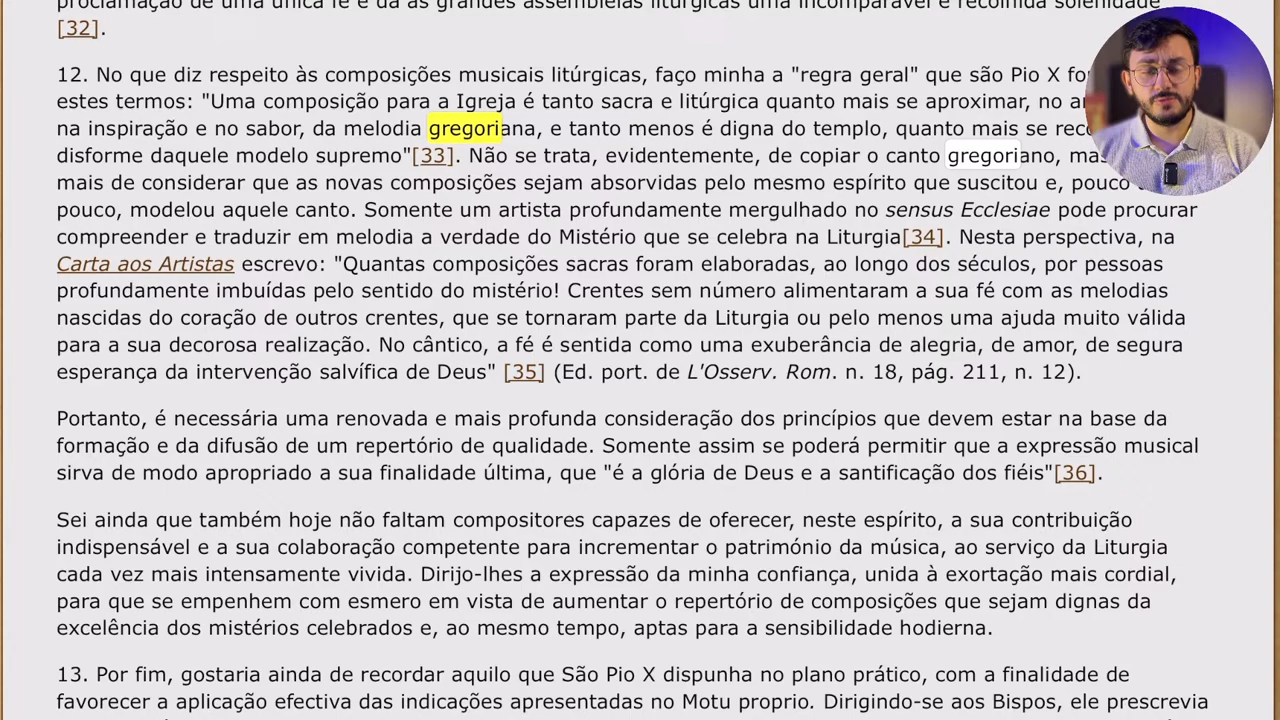 proclamação de uma única fé e dá às grandes assembleias litúrgicas uma incomparável e recolhida solenidade
[32].
12. No que diz respeito às composições musicais litúrgicas, faço minha a "regra geral" que são Pio X
estes termos: "Uma composição para a Igreja é tanto sacra e litúrgica quanto mais se aproximar, no
na inspiração e no sabor, da melodia gregoriana, e tanto menos é digna do templo, quanto mais se
disforme daquele modelo supremo"[33]. Não se trata, evidentemente, de copiar o canto gregoriano,
mais de considerar que as novas composições sejam absorvidas pelo mesmo espírito que suscitou e, pouco
pouco, modelou aquele canto. Somente um artista profundamente mergulhado no sensus Ecclesiae pode procurar
compreender e traduzir em melodia a verdade do Mistério que se celebra na Liturgia[34]. Nesta perspectiva, na
Carta aos Artistas escrevo: "Quantas composições sacras foram elaboradas, ao longo dos séculos, por pessoas
profundamente imbuídas pelo sentido do mistério! Crentes sem número alimentaram a sua fé com as melodias
nascidas do coração de outros crentes, que se tornaram parte da Liturgia ou pelo menos uma ajuda muito válida
para a sua decorosa realização. No cântico, a fé é sentida como uma exuberância de alegria, de amor, de segura
esperança da intervenção salvífica de Deus" [35] (Ed. port. de L'Osserv. Rom. n. 18, pág. 211, n. 12).
Portanto, é necessária uma renovada e mais profunda consideração dos princípios que devem estar na base da
formação e da difusão de um repertório de qualidade. Somente assim se poderá permitir que a expressão musical
sirva de modo apropriado a sua finalidade última, que "é a glória de Deus e a santificação dos fiéis"[36].
Sei ainda que também hoje não faltam compositores capazes de oferecer, neste espírito, a sua contribuição
indispensável e a sua colaboração competente para incrementar o património da música, ao serviço da Liturgia
cada vez mais intensamente vivida. Dirijo-lhes a expressão da minha confiança, unida à exortação mais cordial,
para que se empenhem com esmero em vista de aumentar o repertório de composições que sejam dignas da
excelência dos mistérios celebrados e, ao mesmo tempo, aptas para a sensibilidade hodierna.
13. Por fim, gostaria ainda de recordar aquilo que São Pio X dispunha no plano prático, com a finalidade de
favorecer a aplicação efectiva das indicações apresentadas no Motu proprio. Dirigindo-se aos Bispos, ele prescrevia